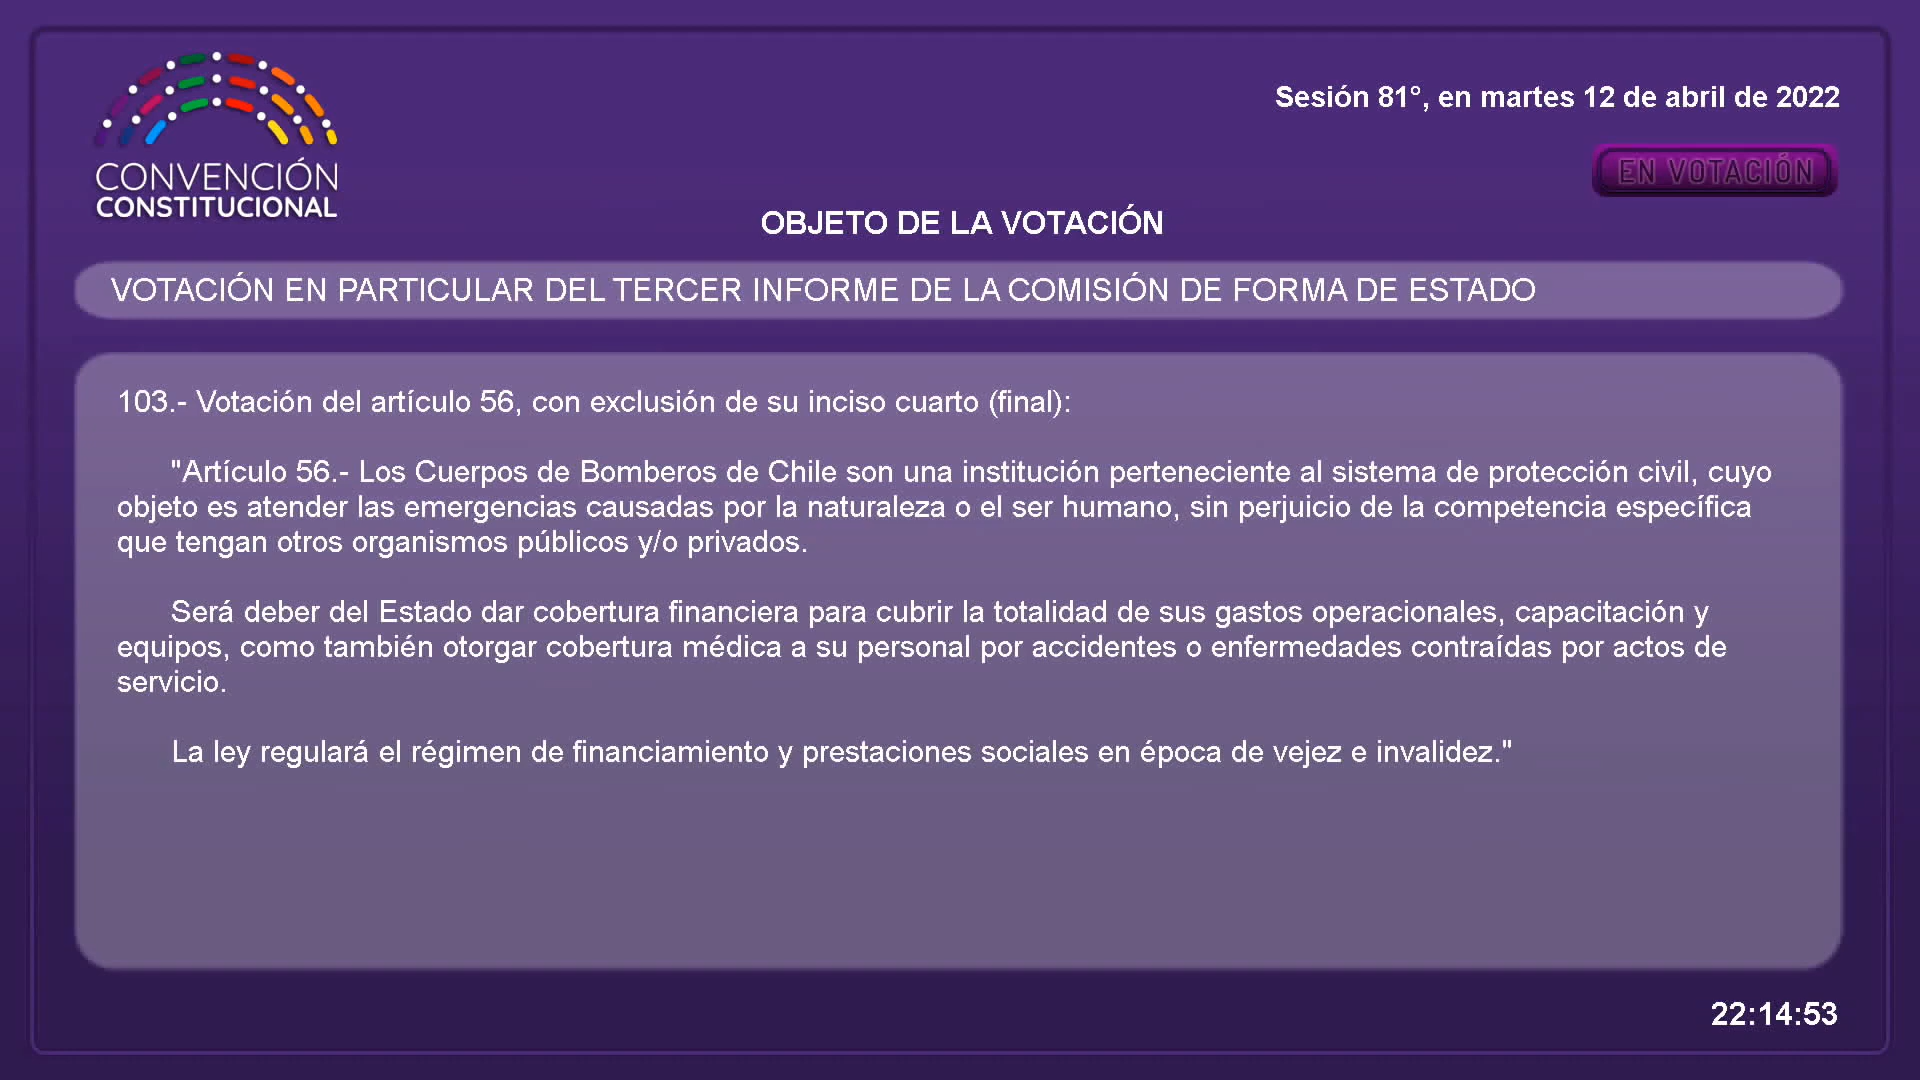 CONVENCIÓN
CONSTITUCIONAL
Sesión 81°, en martes 12 de abril de 2022
EN VOTACIÓN
OBJETO DE LA VOTACIÓN
VOTACIÓN EN PARTICULAR DEL TERCER INFORME DE LA COMISIÓN DE FORMA DE ESTADO
103.- Votación del artículo 56, con exclusión de su inciso cuarto (final):
"Artículo 56.- Los Cuerpos de Bomberos de Chile son una institución perteneciente al sistema de protección civil, cuyo
objeto es atender las emergencias causadas por la naturaleza o el ser humano, sin perjuicio de la competencia específica
que tengan otros organismos públicos y/o privados.
Será deber del Estado dar cobertura financiera para cubrir la totalidad de sus gastos operacionales, capacitación y
equipos, como también otorgar cobertura médica a su personal por accidentes o enfermedades contraídas por actos de
servicio.
La ley regulará el régimen de financiamiento y prestaciones sociales en época de vejez e invalidez."
22:14:53